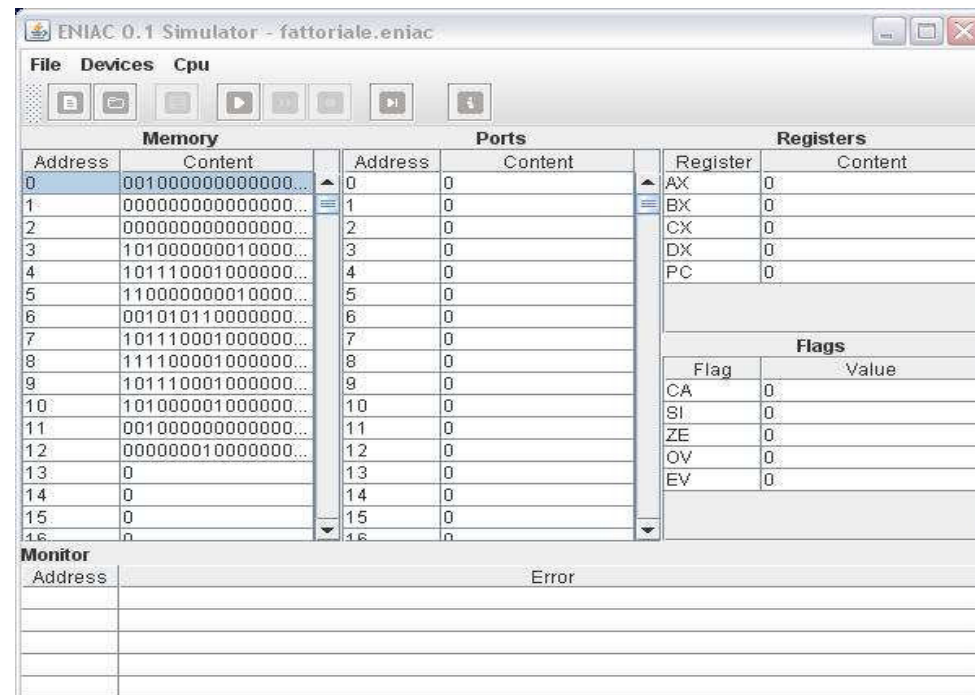 ENIAC 0.1 Simulator - fattoriale.eniac
File Devices Cpu
Memory Ports Registers
Address Content Address Content Register Content
0 001000000000000... 0 0 AX 0
1 000000000000000... 1 0 BX 0
2 000000000000000... 2 0 CX 0
3 101000000010000... 3 0 DX 0
4 101110001000000... 4 0 PC 0
5 110000000010000... 5 0
6 001010110000000... 6 0
7 101110001000000... 7 0 Flags
8 111100001000000... 8 0 Flag Value
9 101110001000000... 9 0 CA 0
10 101000001000000... 10 0 SI 0
11 001000000000000... 11 0 ZE 0
12 000000010000000... 12 0 OV 0
13 0 13 0 EV 0
14 0 14 0
15 0 15 0
16 0 16 0
Monitor
Address Error